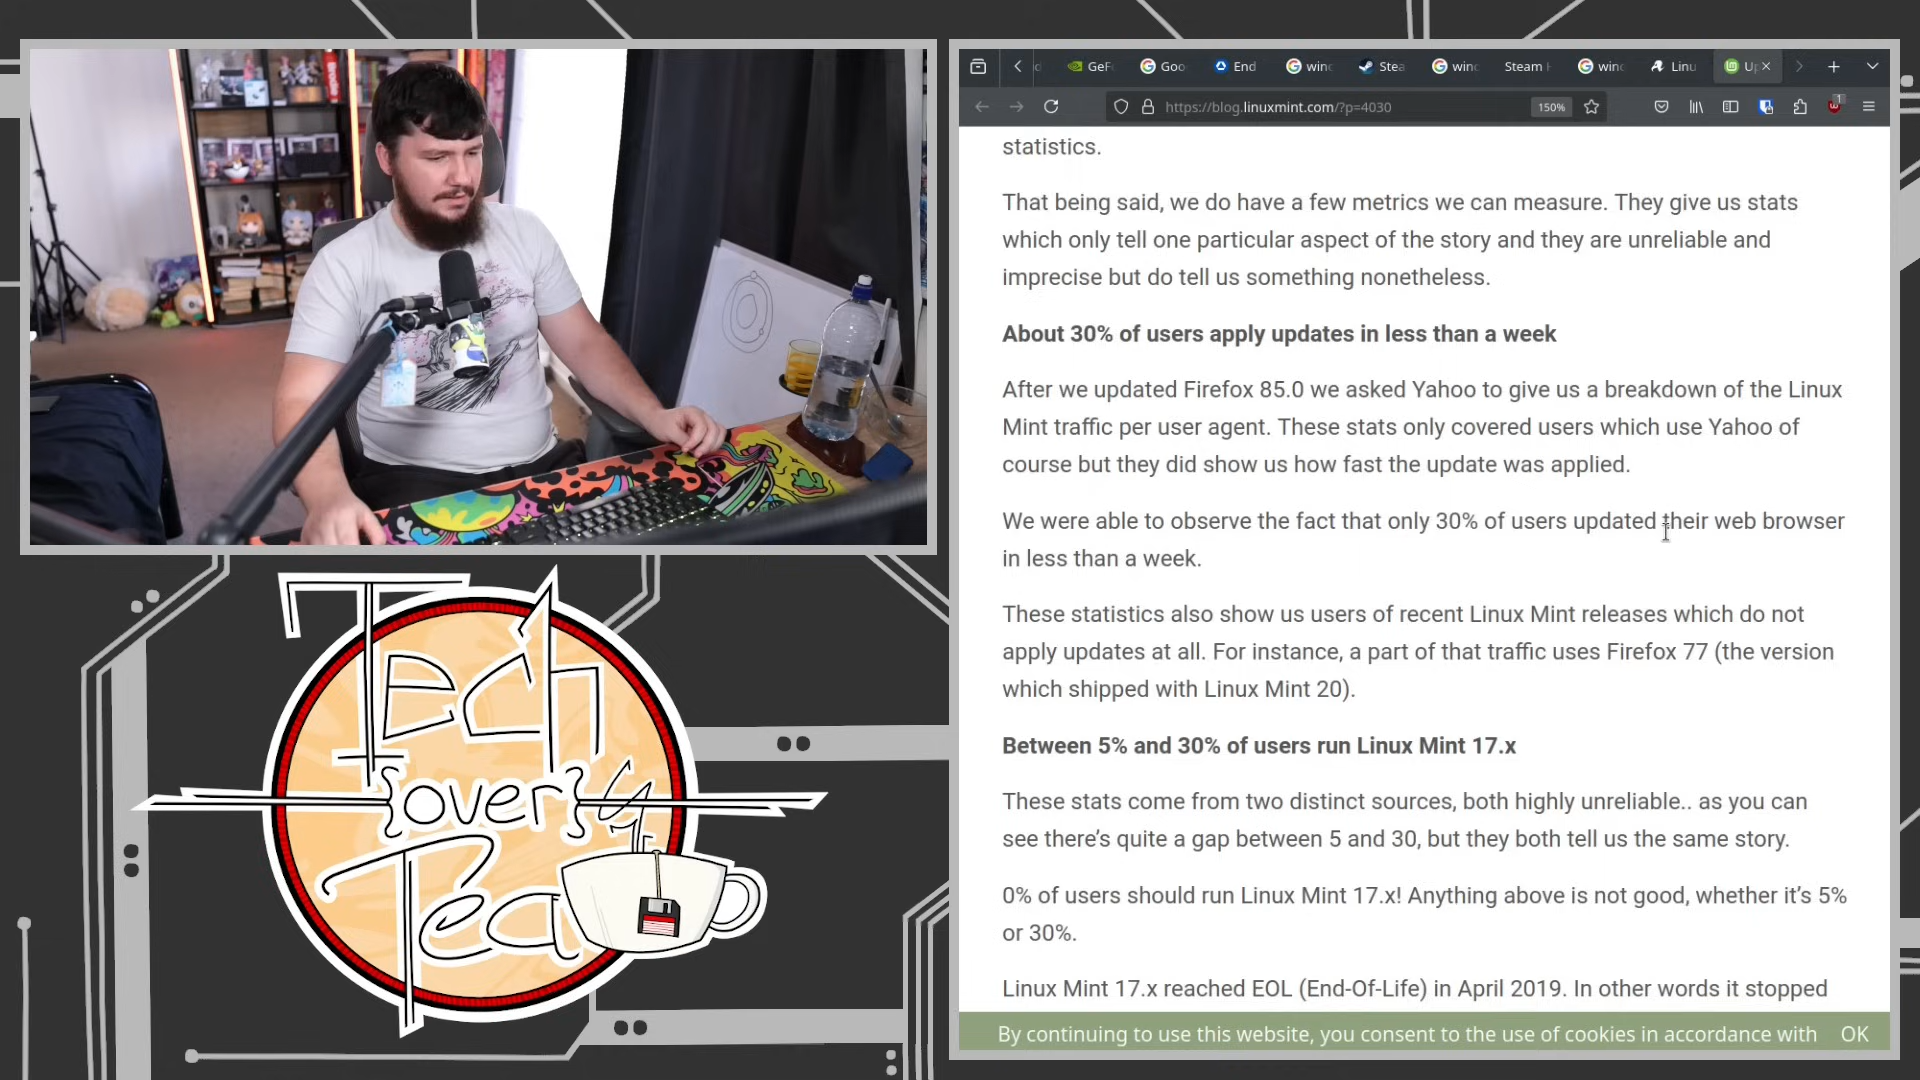 GeF
Goo
End
winc
Stea
winc
Steam
winc
Linu
https://blog.linuxmint.com/?p=4030
150%
1
statistics.
That being said, we do have a few metrics we can measure. They give us stats
which only tell one particular aspect of the story and they are unreliable and
imprecise but do tell us something nonetheless.
About 30% of users apply updates in less than a week
After we updated Firefox 85.0 we asked Yahoo to give us a breakdown of the Linux
Mint traffic per user agent. These stats only covered users which use Yahoo of
course but they did show us how fast the update was applied.
We were able to observe the fact that only 30% of users updated their web browser
in less than a week.
These statistics also show us users of recent Linux Mint releases which do not
apply updates at all. For instance, a part of that traffic uses Firefox 77 (the version
which shipped with Linux Mint 20).
Between 5% and 30% of users run Linux Mint 17.x
These stats come from two distinct sources, both highly unreliable.. as you can
see there’s quite a gap between 5 and 30, but they both tell us the same story.
0% of users should run Linux Mint 17.x! Anything above is not good, whether it’s 5%
or 30%.
Linux Mint 17.x reached EOL (End-Of-Life) in April 2019. In other words it stopped
By continuing to use this website, you consent to the use of cookies in accordance with OK
Tech
{over}
Tea